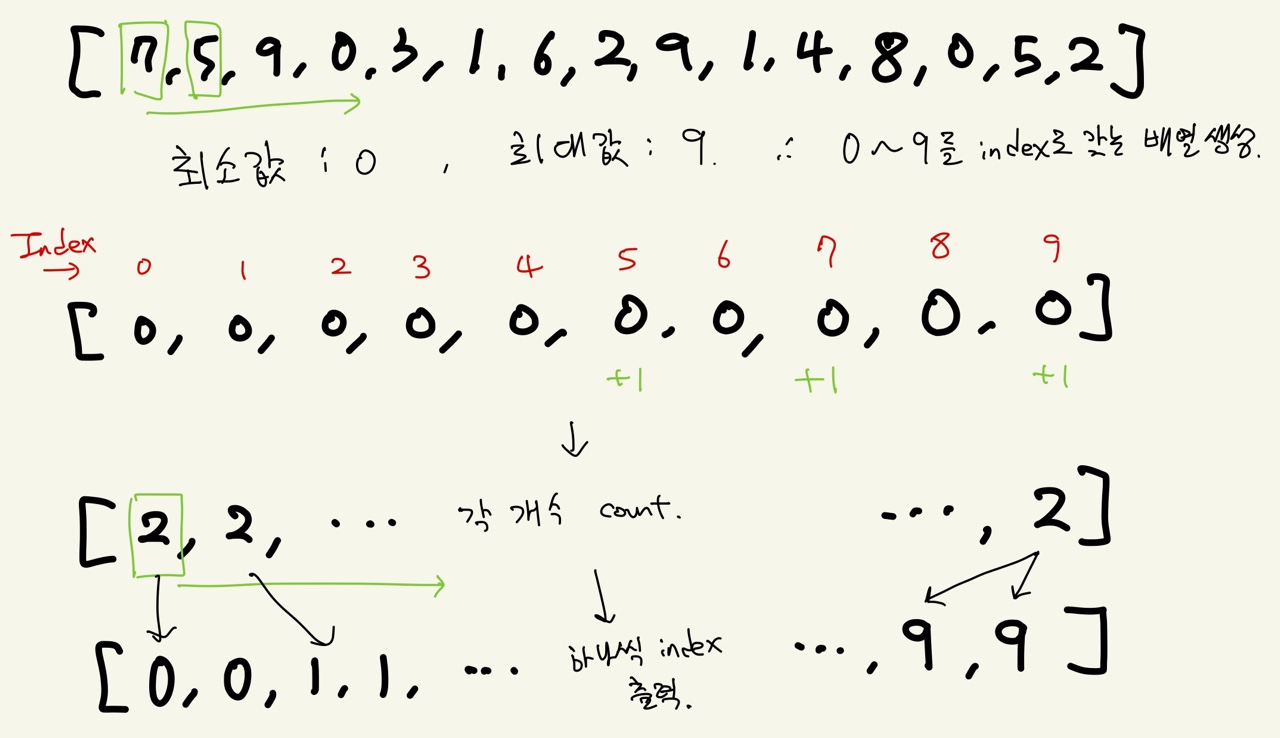 [7, 5, 9, 0, 3, 1, 6, 2, 9, 1, 4, 8, 0, 5, 2]
최소값 : 0 , 최대값 : 9. ∴ 0~9를 index로 갖는 배열 생성.
Index → 0 1 2 3 4 5 6 7 8 9
[0, 0, 0, 0, 0, 0, 0, 0, 0, 0]
+1 +1 +1
↓
[2, 2, ... 각 개수 count. ..., 2]
[0, 0, 1, 1, ... 하나씩 index ..., 9, 9]
출력.